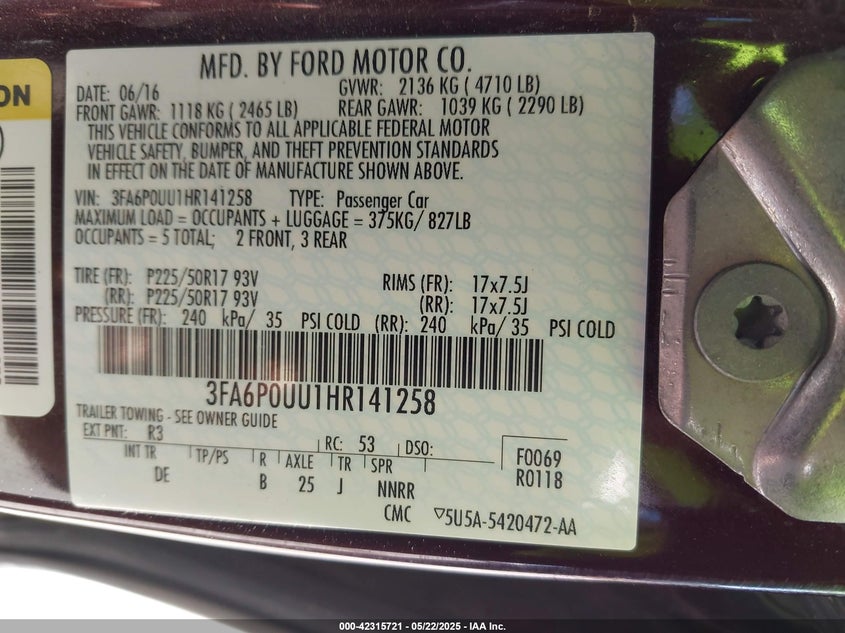 ON
MFD. BY FORD MOTOR CO.
DATE: 06/16 GVWR: 2136 KG ( 4710 LB)
FRONT GAWR: 1118 KG ( 2465 LB) REAR GAWR: 1039 KG ( 2290 LB)
THIS VEHICLE CONFORMS TO ALL APPLICABLE FEDERAL MOTOR
VEHICLE SAFETY, BUMPER, AND THEFT PREVENTION STANDARDS
IN EFFECT ON THE DATE OF MANUFACTURE SHOWN ABOVE.
VIN: 3FA6P0UU1HR141258 TYPE: Passenger Car
MAXIMUM LOAD = OCCUPANTS + LUGGAGE = 375KG/ 827LB
OCCUPANTS = 5 TOTAL; 2 FRONT, 3 REAR
TIRE (FR): P225/50R17 93V RIMS (FR): 17x7.5J
(RR): P225/50R17 93V (RR): 17x7.5J
PRESSURE (FR): 240 kPa/ 35 PSI COLD (RR): 240 kPa/ 35 PSI COLD
3FA6P0UU1HR141258
TRAILER TOWING - SEE OWNER GUIDE
EXT PNT: R3 RC: 53 DSO: F0069
INT TR TP/PS R AXLE TR SPR R0118
DE B 25 J NNRR
CMC ▽5U5A-5420472-AA
000-42315721 - 05/22/2025 - IAA Inc.